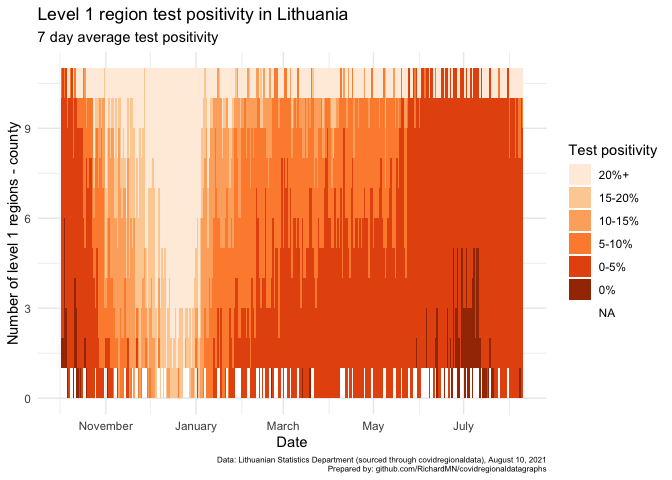 Level 1 region test positivity in Lithuania
7 day average test positivity
Number of level 1 regions - county
9
6
3
0
November
January
March
May
July
Date
Test positivity
20%+
15-20%
10-15%
5-10%
0-5%
0%
NA
Data: Lithuanian Statistics Department (sourced through covidregionaldata), August 10, 2021
Prepared by: github.com/RichardMN/covidregionaldatagraphs